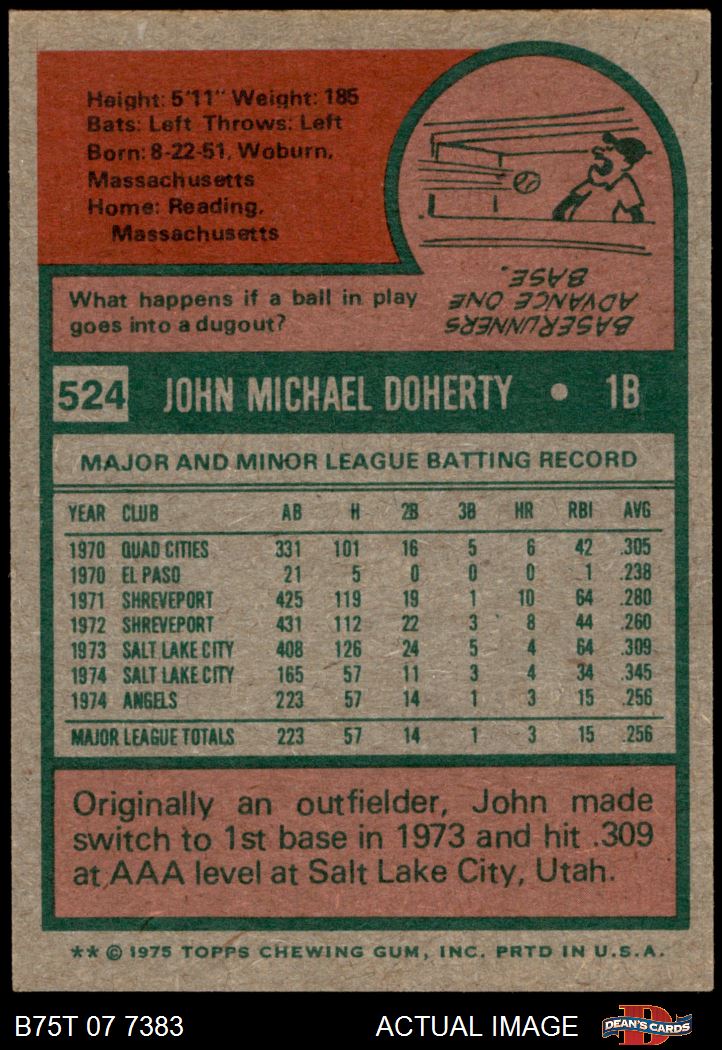 Height: 5'11" Weight: 185
Bats: Left Throws: Left
Born: 8-22-51, Woburn,
Massachusetts
Home: Reading,
Massachusetts
What happens if a ball in play
goes into a dugout?
BASERUNNERS
ADVANCE ONE
BASE.
524 JOHN MICHAEL DOHERTY • 1B
MAJOR AND MINOR LEAGUE BATTING RECORD
YEAR CLUB AB H 2B 3B HR RBI AVG
1970 QUAD CITIES 331 101 16 5 6 42 .305
1970 EL PASO 21 5 0 0 0 1 .238
1971 SHREVEPORT 425 119 19 1 10 64 .280
1972 SHREVEPORT 431 112 22 3 8 44 .260
1973 SALT LAKE CITY 408 126 24 5 4 64 .309
1974 SALT LAKE CITY 165 57 11 3 4 34 .345
1974 ANGELS 223 57 14 1 3 15 .256
MAJOR LEAGUE TOTALS 223 57 14 1 3 15 .256
Originally an outfielder, John made
switch to 1st base in 1973 and hit .309
at AAA level at Salt Lake City, Utah.
** © 1975 TOPPS CHEWING GUM, INC. PRTD IN U.S.A.
B75T 07 7383 ACTUAL IMAGE D DEAN'S CARDS